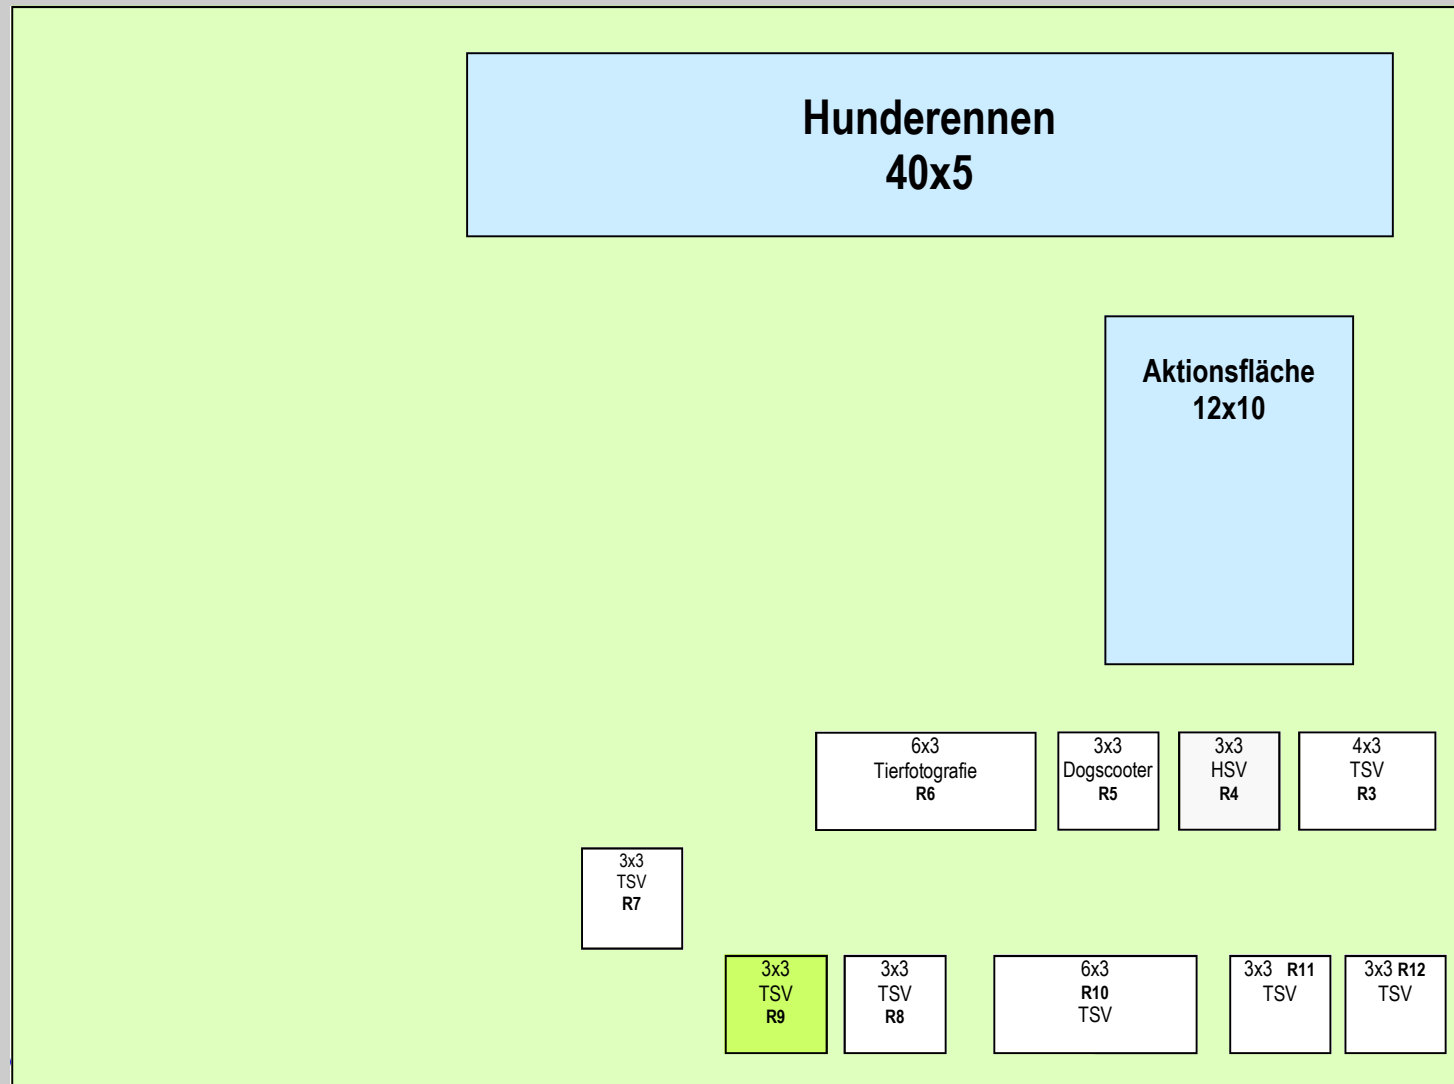 Hunderennen
40x5
Aktionsfläche
12x10
6x3
Tierfotografie
R6
3x3
Dogscooter
R5
3x3
HSV
R4
4x3
TSV
R3
3x3
TSV
R7
3x3
TSV
R9
3x3
TSV
R8
6x3
R10
TSV
3x3 R11
TSV
3x3 R12
TSV